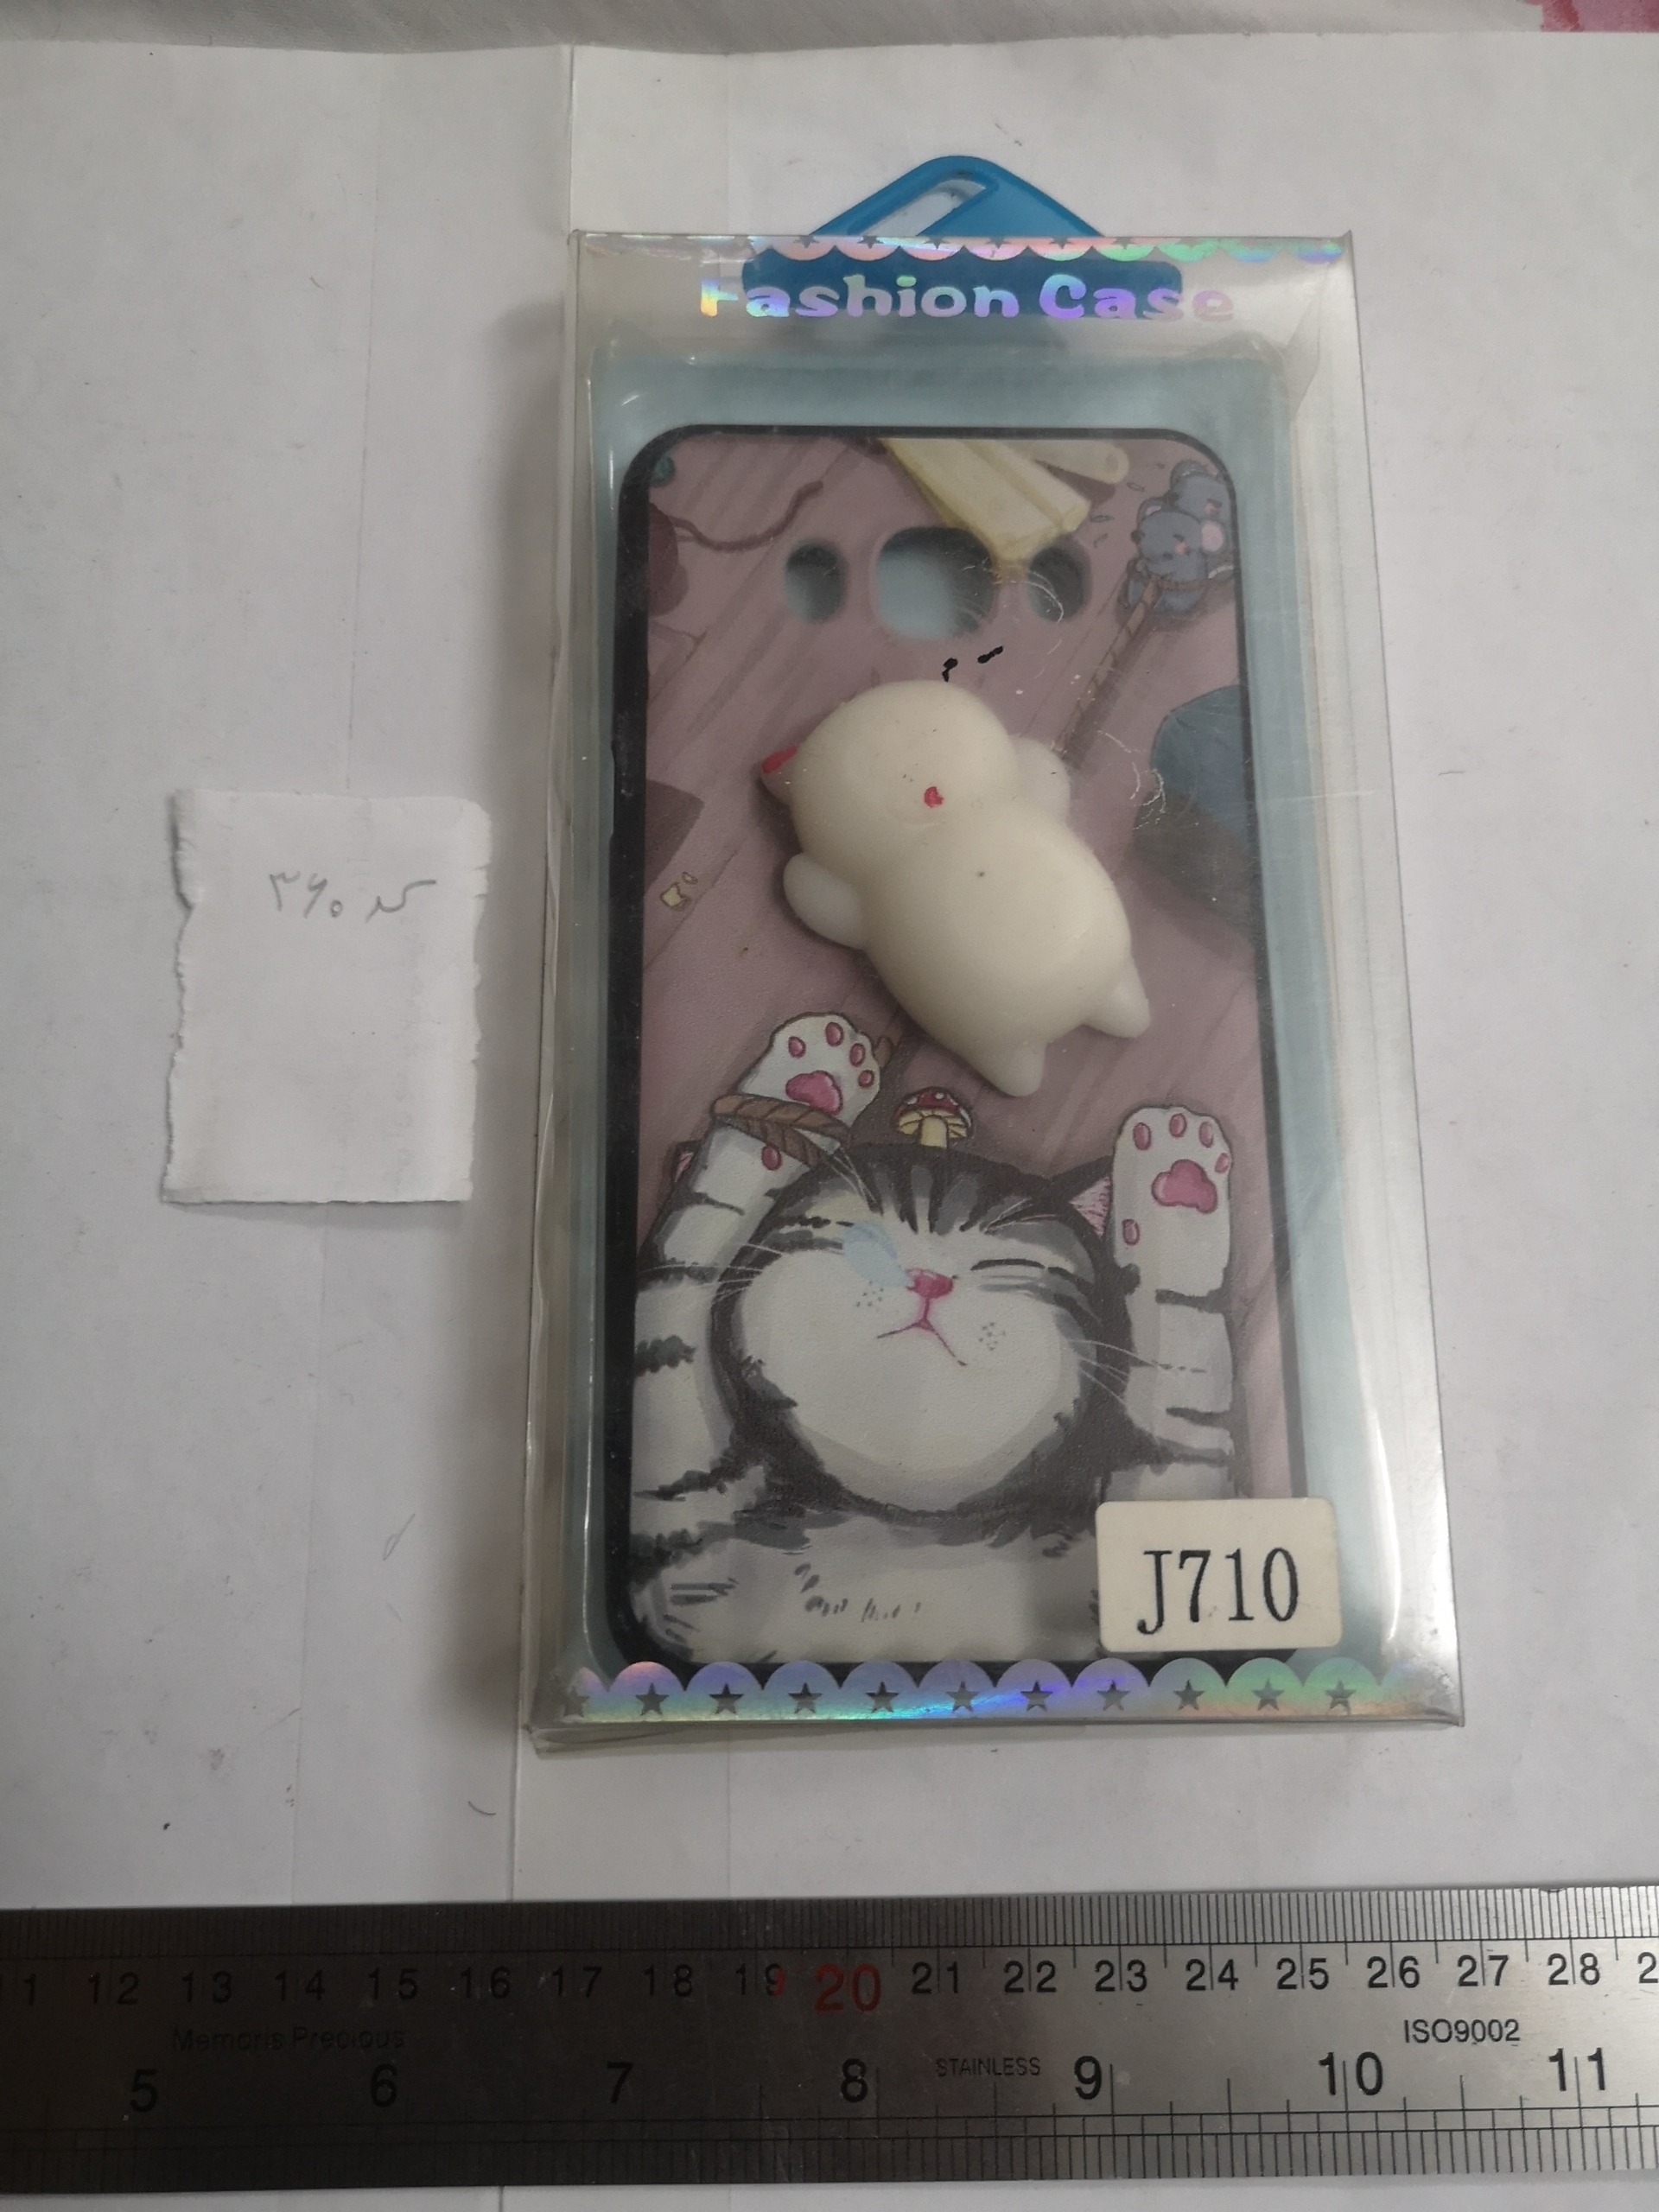 Fashion Case
۳۶۰ س
J710
11 12 13 14 15 16 17 18 19 20 21 22 23 24 25 26 27 28
Memoris Precious
ISO9002
STAINLESS
5 6 7 8 9 10 11